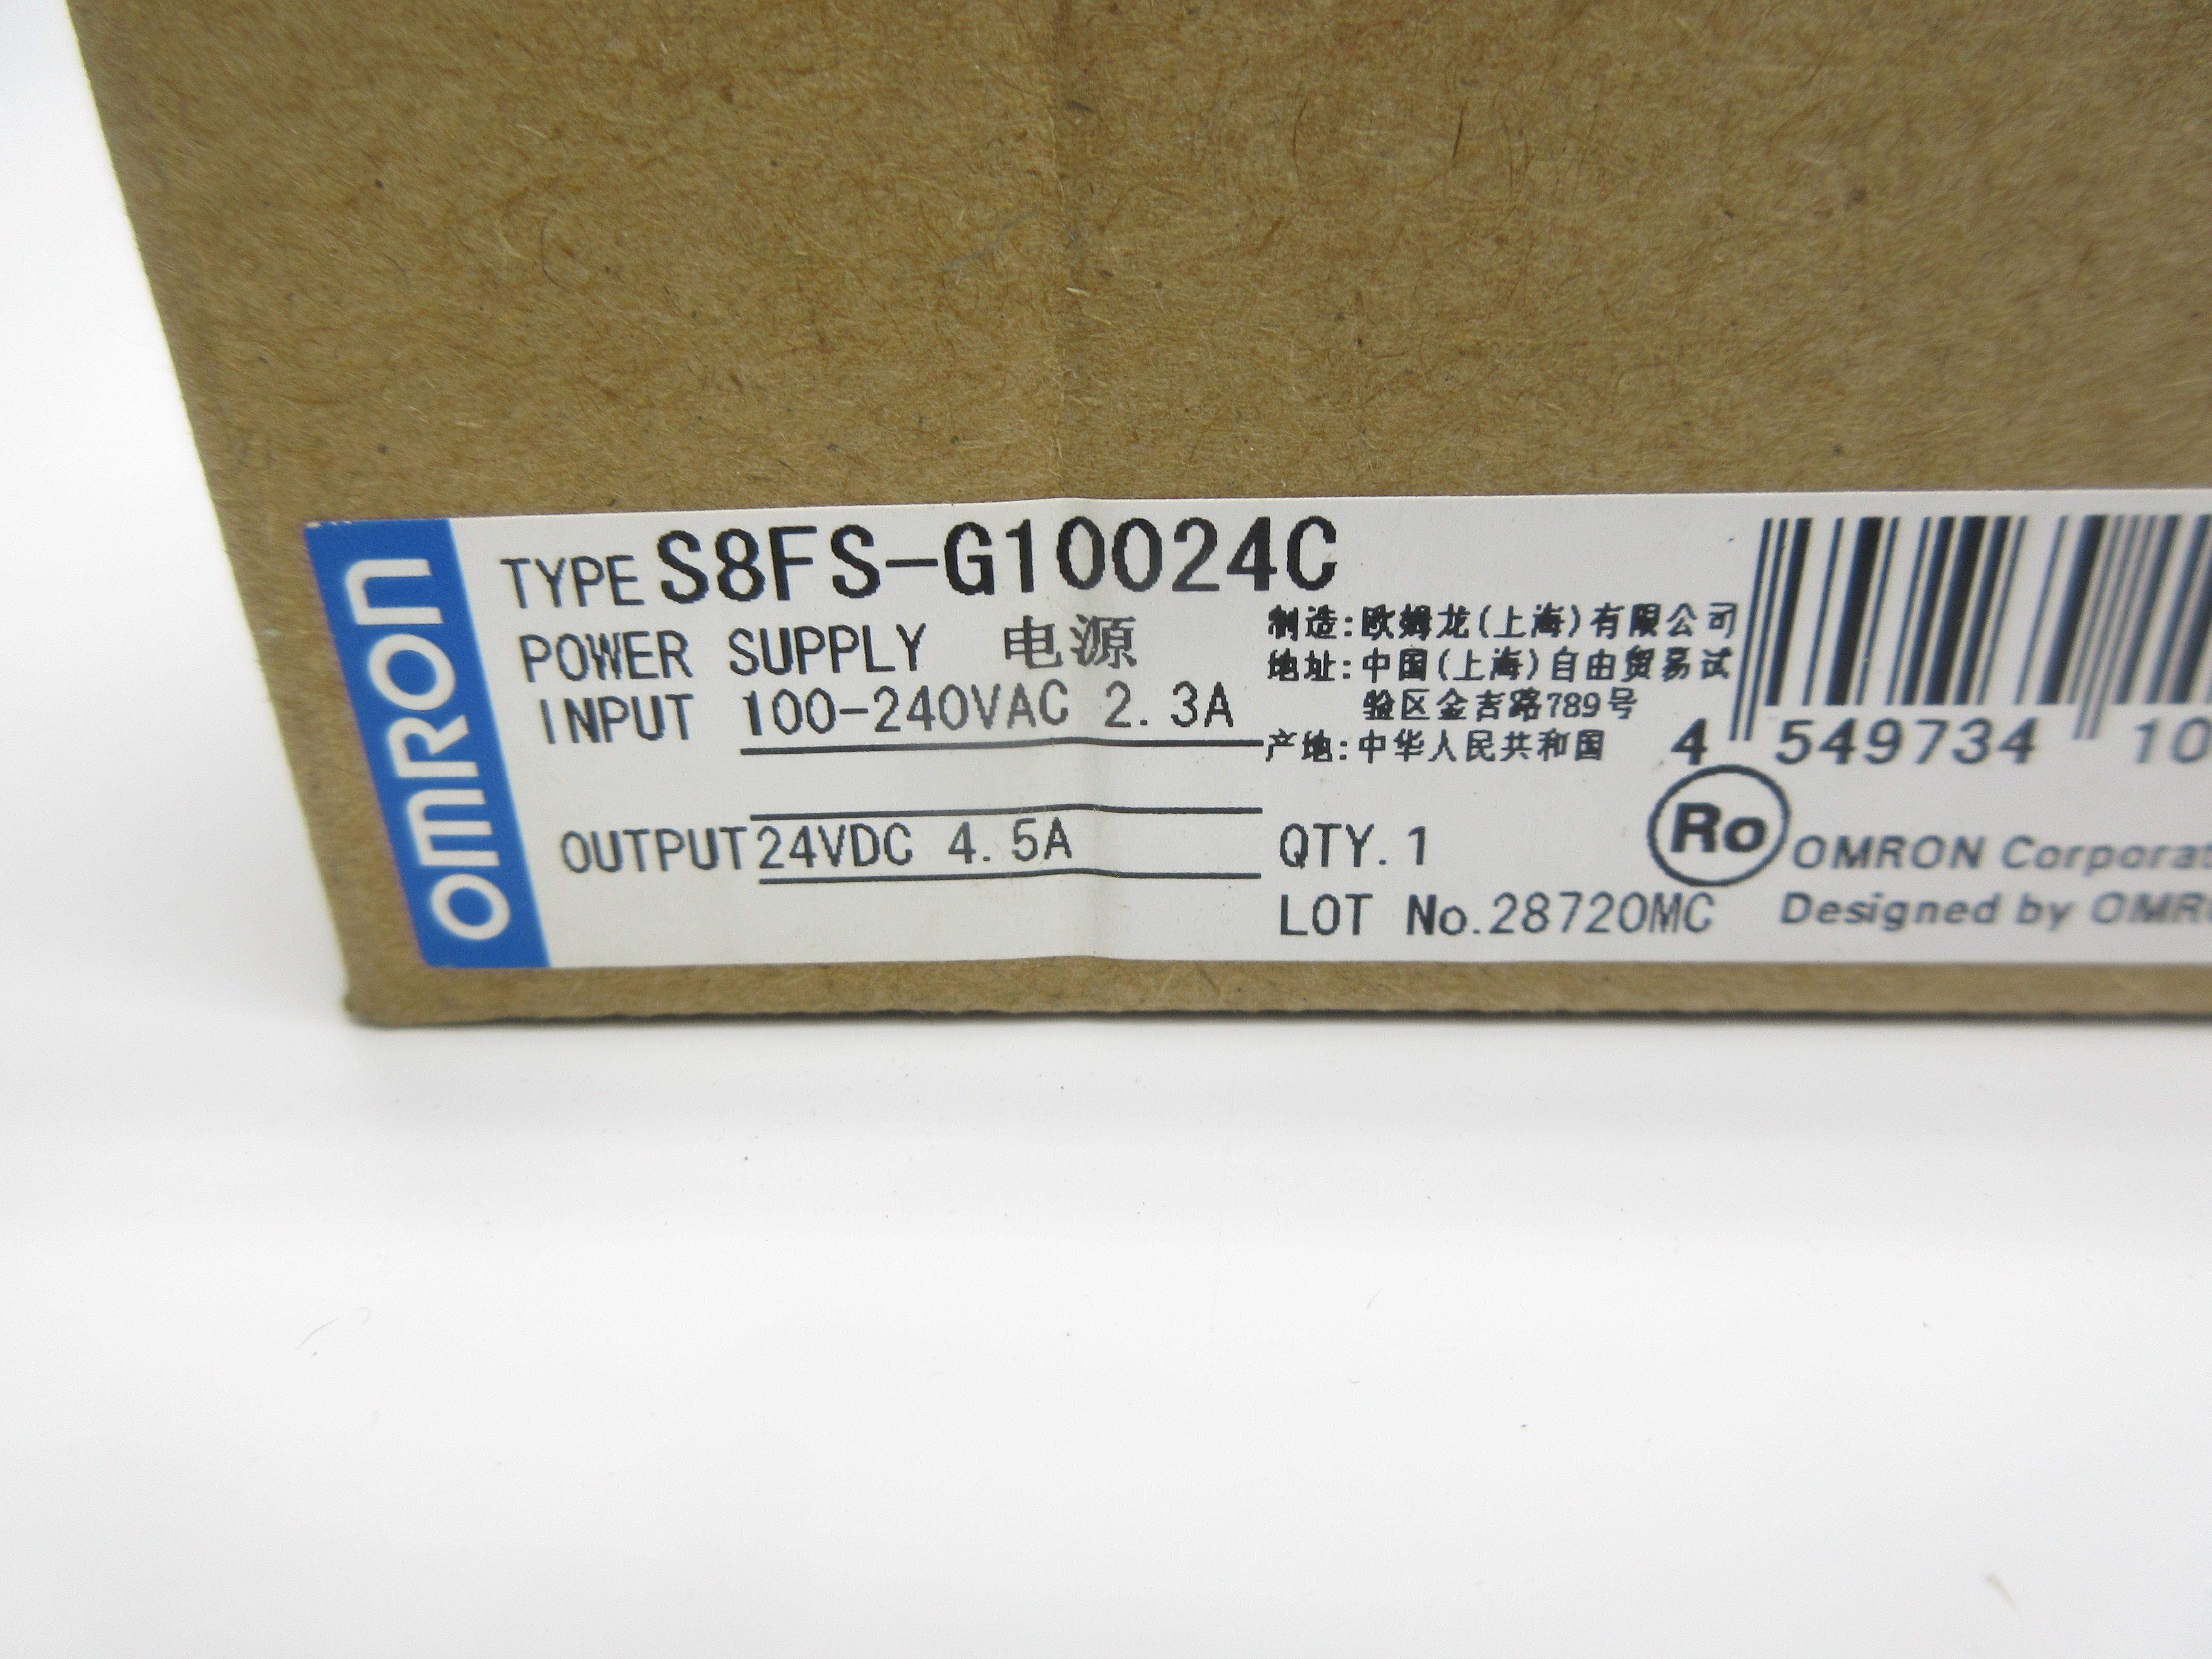 OMRON
TYPE S8FS-G10024C
POWER SUPPLY 电源
INPUT 100-240VAC 2.3A
OUTPUT 24VDC 4.5A
制造:欧姆龙(上海)有限公司
地址:中国(上海)自由贸易试
验区金吉路789号
产地:中华人民共和国
QTY.1
LOT No.28720MC
4 549734 10
Ro
OMRON Corporat
Designed by OMR